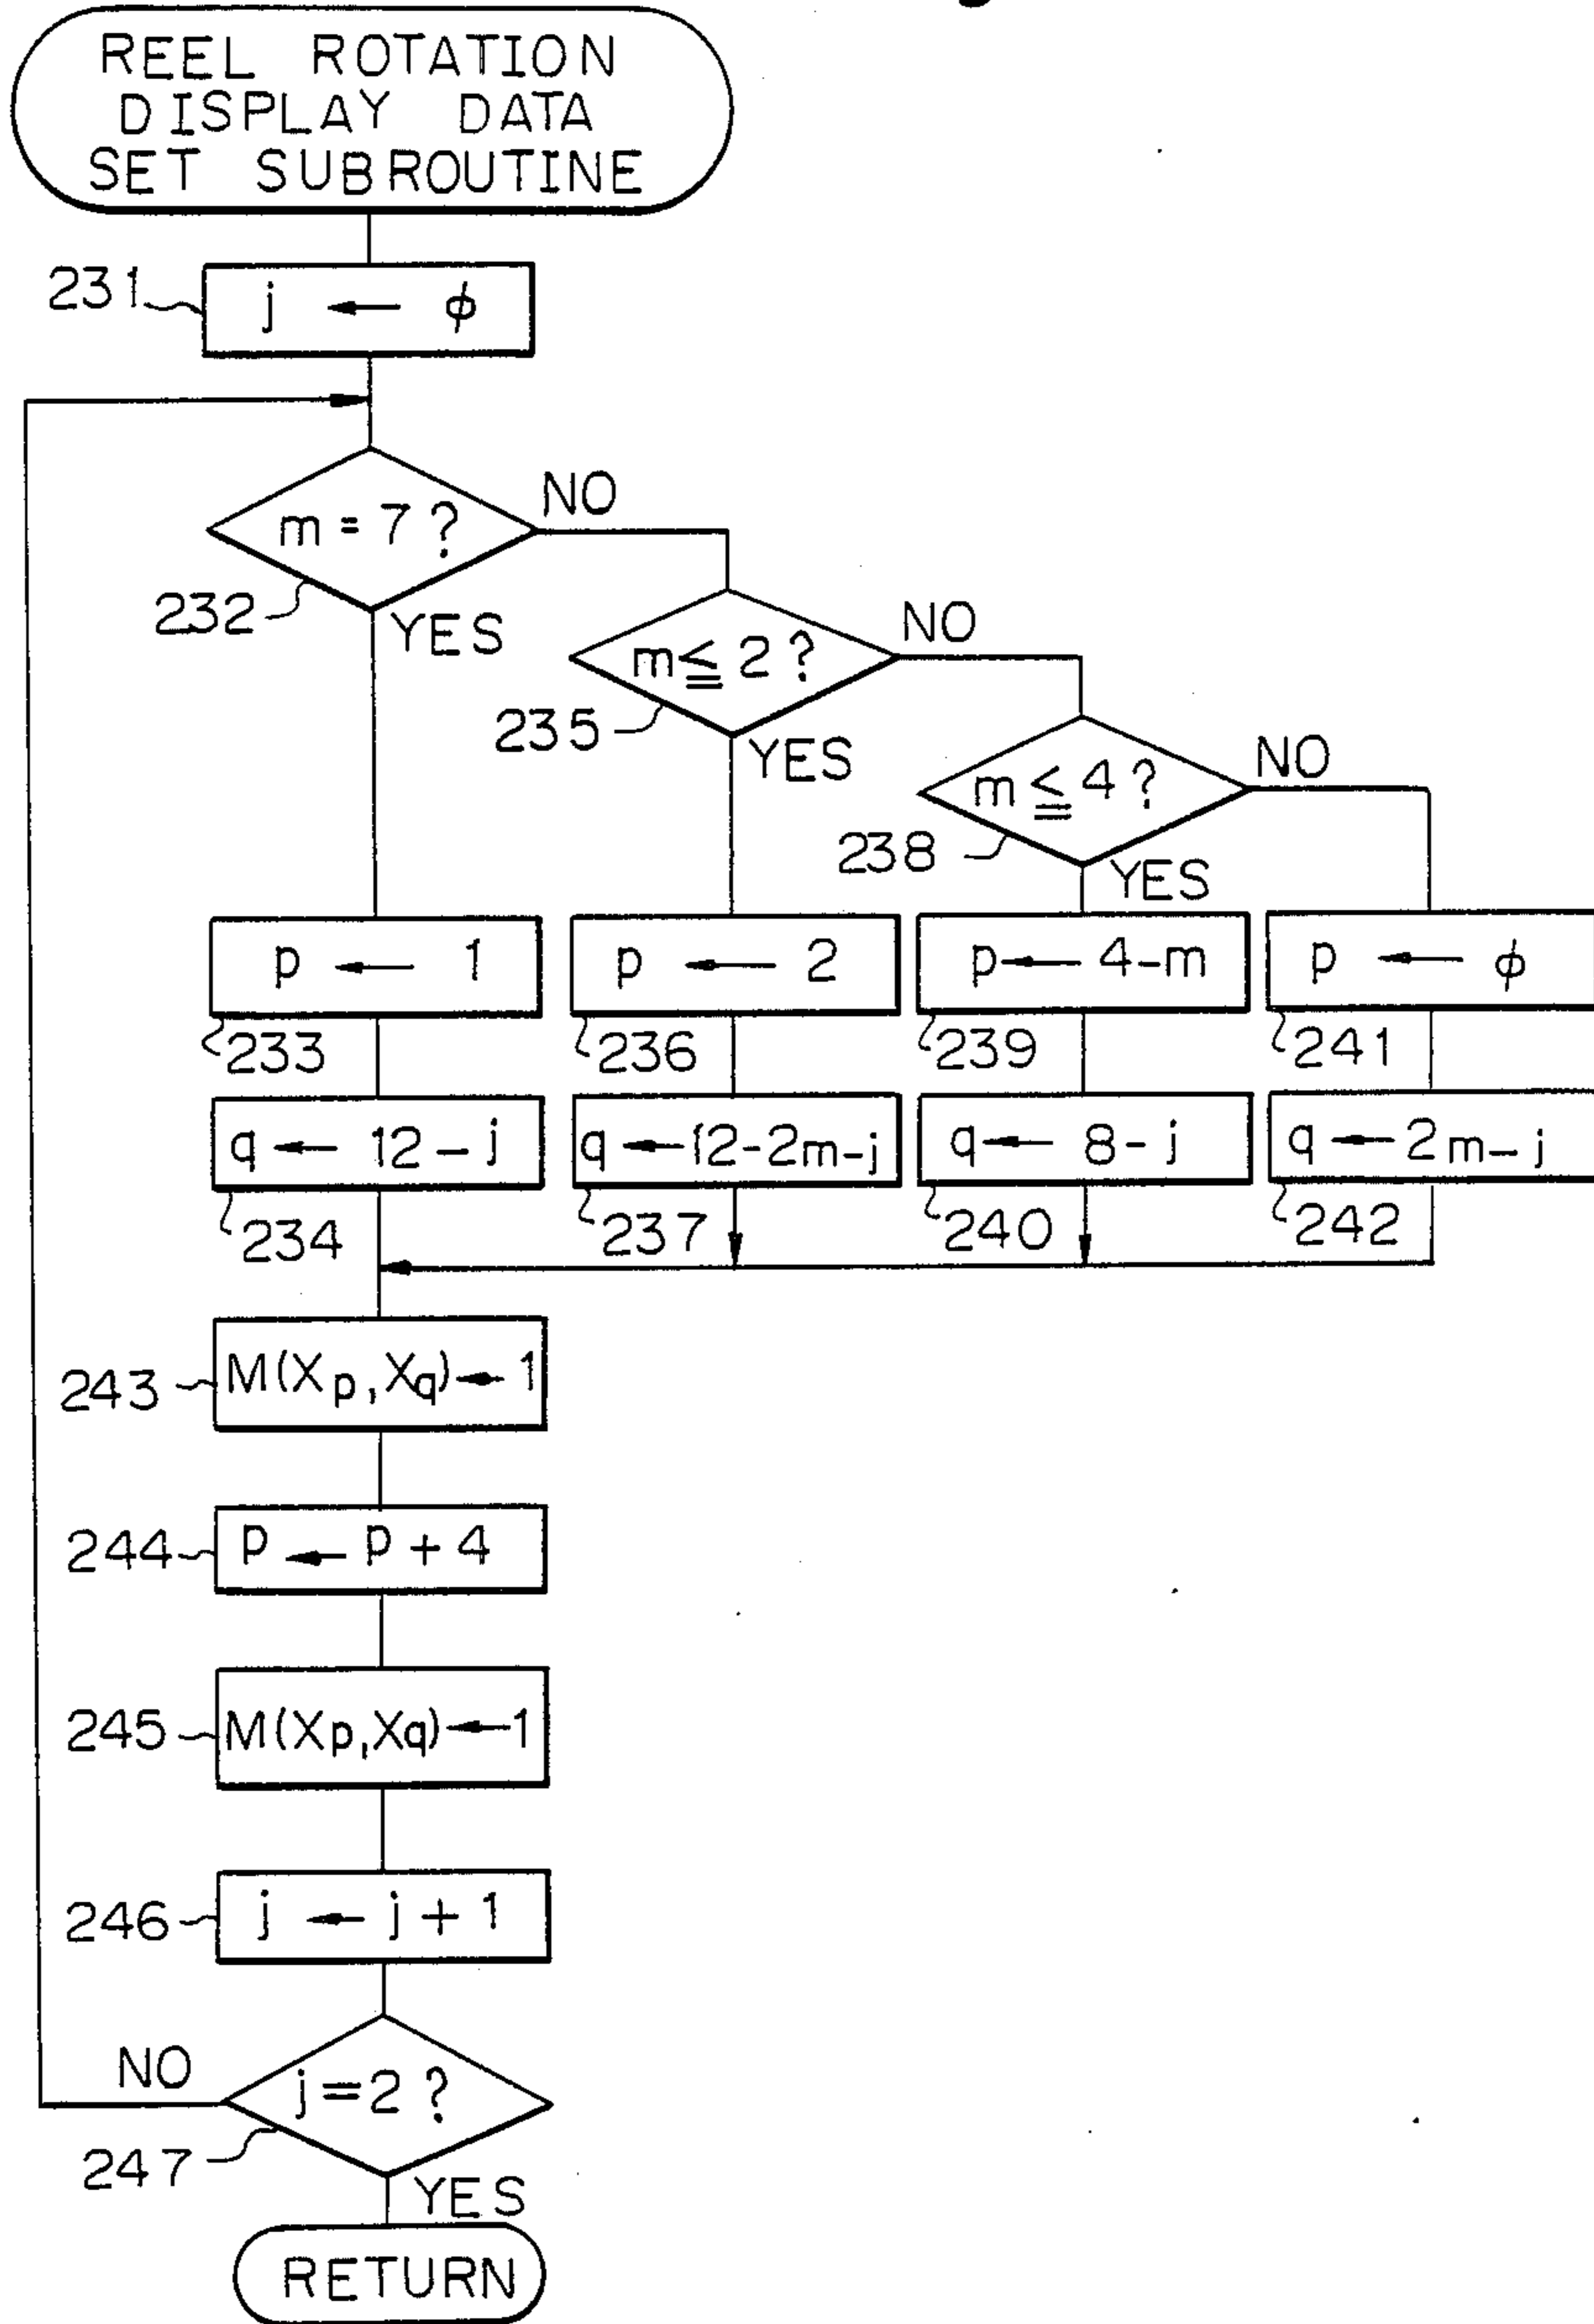 REEL ROTATION
DISPLAY DATA
SET SUBROUTINE
231
j ← φ
m = 7 ?
NO
232
YES
m ≦ 2 ?
NO
235
YES
m ≦ 4 ?
NO
238
YES
p ← 1
p ← 2
p ← 4-m
p ← φ
233
236
239
241
q ← 12 - j
q ← 12-2m-j
q ← 8-j
q ← 2m-j
234
237
240
242
243
M(Xp, Xq) ← 1
244
p ← p + 4
245
M(Xp,Xq) ← 1
246
j ← j + 1
NO
j = 2 ?
247
YES
RETURN